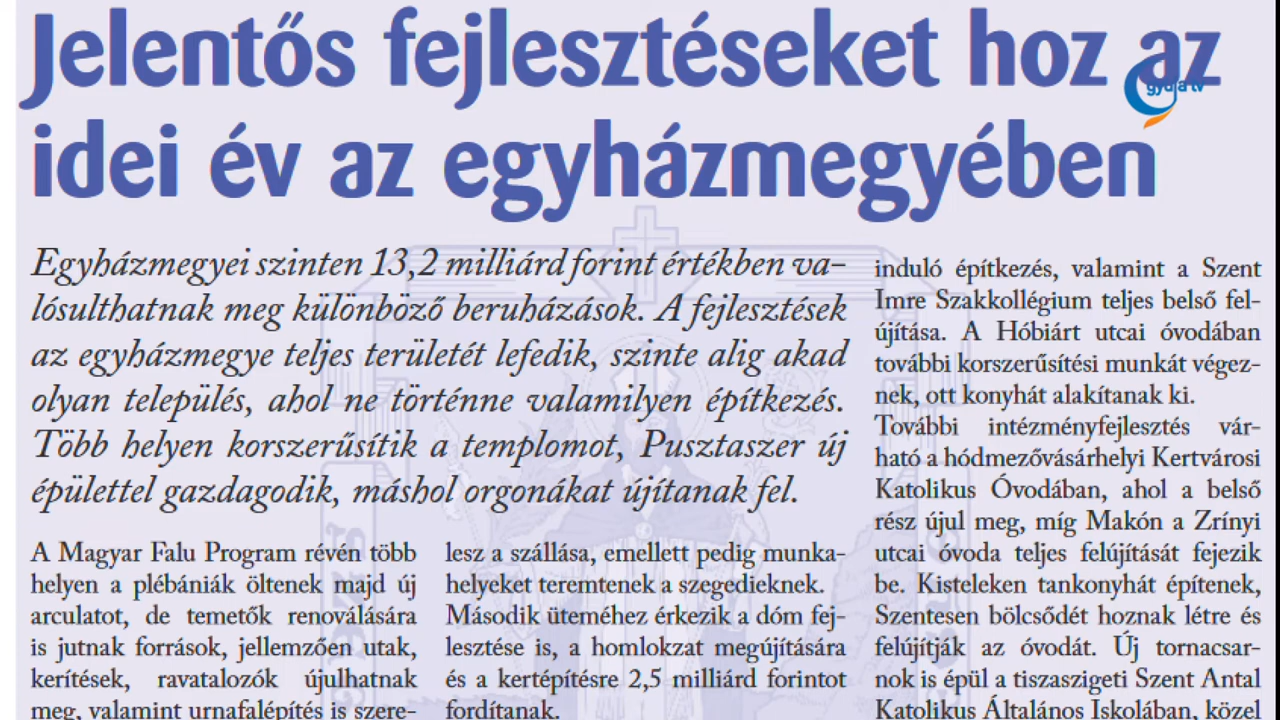 Jelentős fejlesztéseket hoz az
idei év az egyházmegyében
Egyházmegyei szinten 13,2 milliárd forint értékben va-
lósulthatnak meg különböző beruházások. A fejlesztések
az egyházmegye teljes területét lefedik, szinte alig akad
olyan település, ahol ne történne valamilyen építkezés.
Több helyen korszerűsítik a templomot, Pusztaszer új
épülettel gazdagodik, máshol orgonákat újítanak fel.
A Magyar Falu Program révén több
helyen a plébániák öltenek majd új
arculatot, de temetők renoválására
is jutnak források, jellemzően utak,
kerítések, ravatalozók újulhatnak
meg, valamint urnafalépítés is szere-
lesz a szállása, emellett pedig munka-
helyeket teremtenek a szegedieknek.
Második üteméhez érkezik a dóm fej-
lesztése is, a homlokzat megújítására
és a kertépítésre 2,5 milliárd forintot
fordítanak.
induló építkezés, valamint a Szent
Imre Szakkollégium teljes belső fel-
újítása. A Hóbiárt utcai óvodában
további korszerűsítési munkát végez-
nek, ott konyhát alakítanak ki.
További intézményfejlesztés vár-
ható a hódmezővásárhelyi Kertvárosi
Katolikus Óvodában, ahol a belső
rész újul meg, míg Makón a Zrínyi
utcai óvoda teljes felújítását fejezik
be. Kisteleken tankonyhát építenek,
Szentesen bölcsődét hoznak létre és
felújítják az óvodát. Új tornacsar-
nok is épül a tiszaszigeti Szent Antal
Katolikus Általános Iskolában, közel